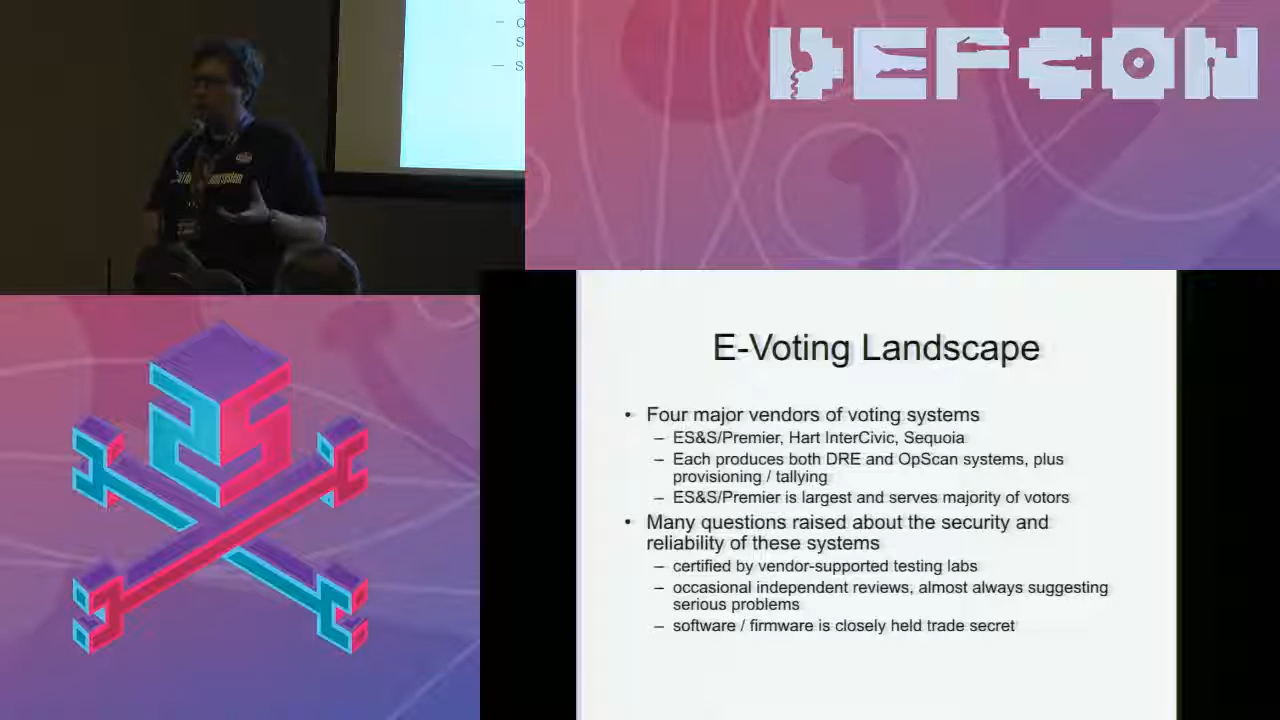 DEFCON
E-Voting Landscape
• Four major vendors of voting systems
– ES&S/Premier, Hart InterCivic, Sequoia
– Each produces both DRE and OpScan systems, plus
provisioning / tallying
– ES&S/Premier is largest and serves majority of votors
• Many questions raised about the security and
reliability of these systems
– certified by vendor-supported testing labs
– occasional independent reviews, almost always suggesting
serious problems
– software / firmware is closely held trade secret